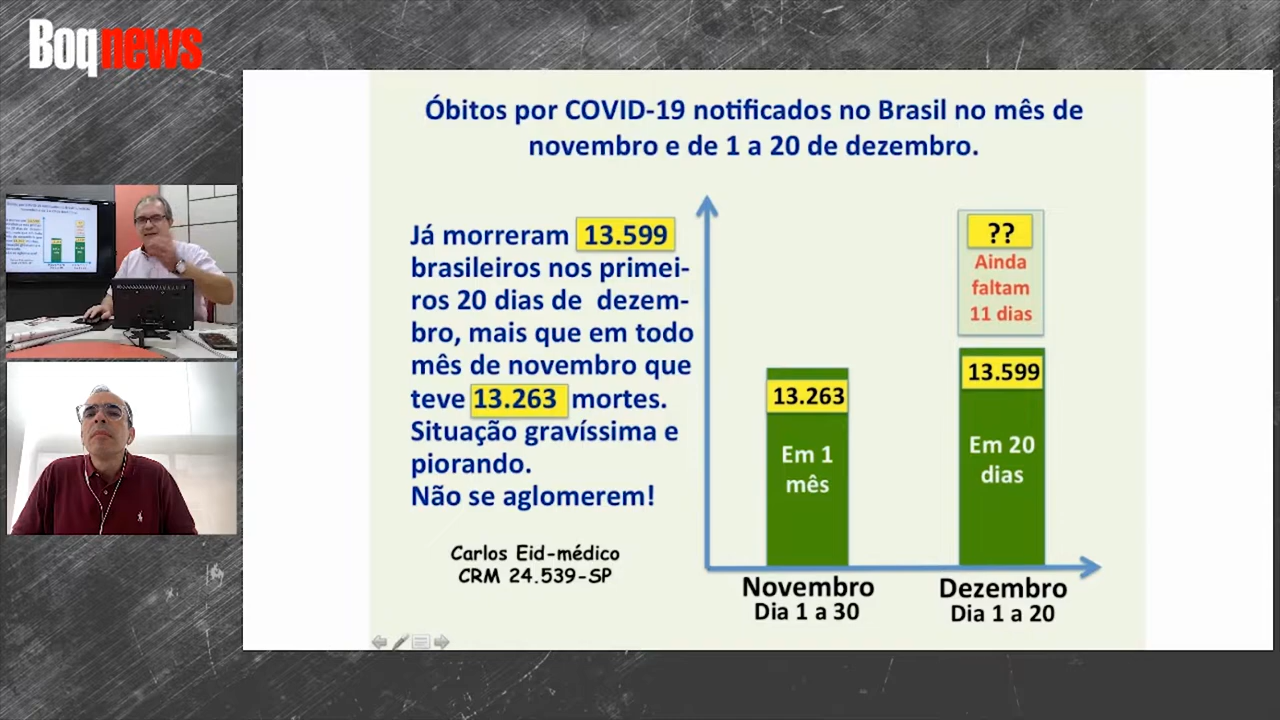 Boqnews
Óbitos por COVID-19 notificados no Brasil no mês de
novembro e de 1 a 20 de dezembro.
Já morreram 13.599
brasileiros nos primei-
ros 20 dias de dezem-
bro, mais que em todo
mês de novembro que
teve 13.263 mortes.
Situação gravíssima e
piorando.
Não se aglomerem!
Carlos Eid-médico
CRM 24.539-SP
??
Ainda
faltam
11 dias
13.263
Em 1
mês
13.599
Em 20
dias
Novembro
Dia 1 a 30
Dezembro
Dia 1 a 20